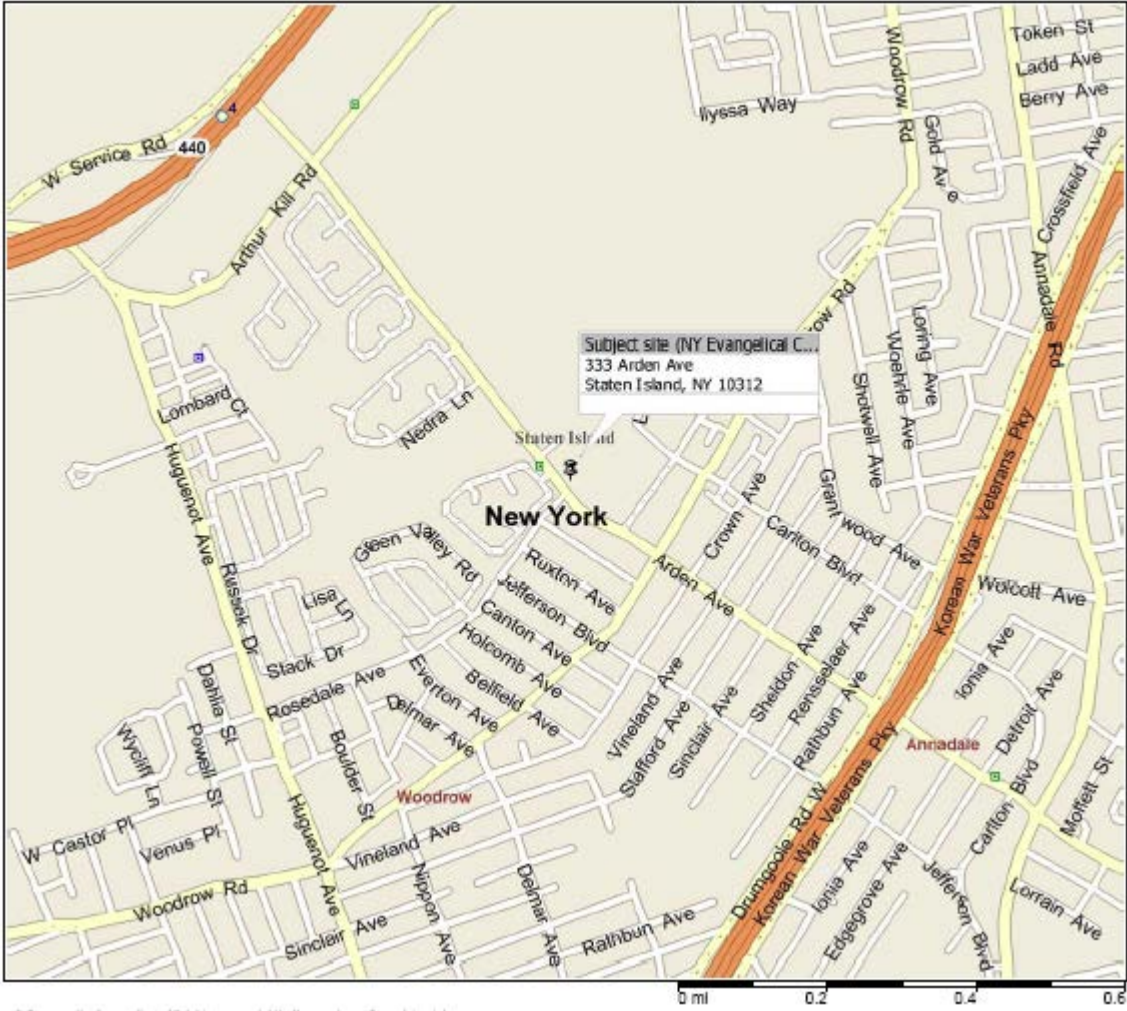 Token St
Ladd Ave
Berry Ave
Woodrow Rd
Ilyssa Way
Gold Ave
Crossfield Ave
4
440
W Service Rd
Arthur Kill Rd
Annadale Rd
Loring Ave
Woehrle Ave
Shotwell Ave
row Rd
Subject site (NY Evangelical C...
333 Arden Ave
Staten Island, NY 10312
Lombard Ct
Nedra Ln
Staten Island
New York
Huguenot Ave
Green Valley Rd
Ruxton Ave
Jefferson Blvd
Canton Ave
Holcomb Ave
Belfield Ave
Everton Ave
Delmar Ave
Arden Ave
Crown Ave
Carlton Blvd
Grantwood Ave
Korean War Veterans Pky
Wolcott Ave
Russek Dr
Lisa Ln
Stack Dr
Rosedale Ave
Dahlia St
Powell St
Wycliff Ln
Boulder St
Vineland Ave
Stafford Ave
Sinclair Ave
Sheldon Ave
Rensselaer Ave
Rathbun Ave
Ionia Ave
Detroit Ave
Annadale
Carlton Blvd
Moffett St
Woodrow
W Castor Pl
Venus Pl
Huguenot Ave
Vineland Ave
Woodrow Rd
Sinclair Ave
Nippon Ave
Delmar Ave
Rathbun Ave
Drumgoole Rd W
Korean War Veterans Pky
Ionia Ave
Edgegrove Ave
Jefferson Blvd
Lorrain Ave
0 mi 0.2 0.4 0.6